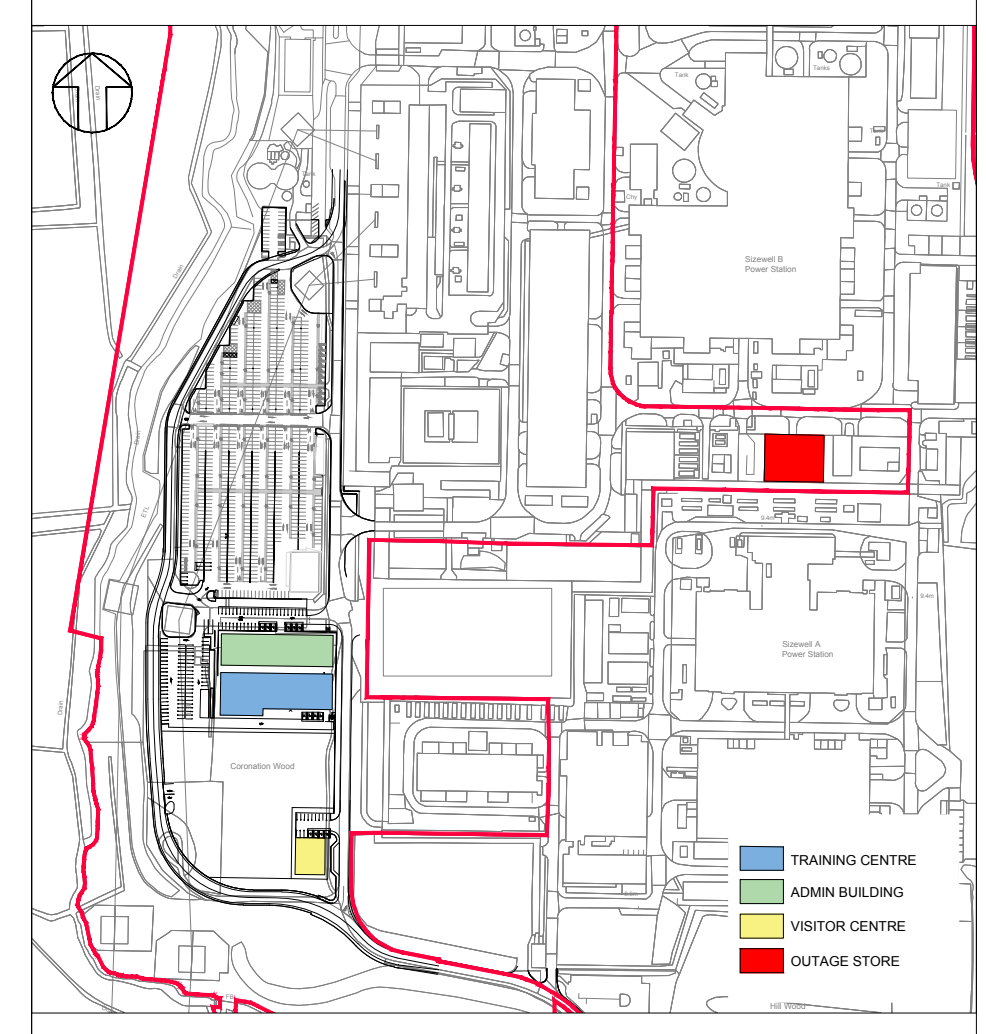 Tank
Tanks
Drain
Tank
Tank
Chy
Sizewell B
Power Station
Drain
ETL
9.4m
9.4m
Sizewell A
Power Station
Drain
Coronation Wood
TRAINING CENTRE
ADMIN BUILDING
VISITOR CENTRE
OUTAGE STORE
FB
Hill Wood